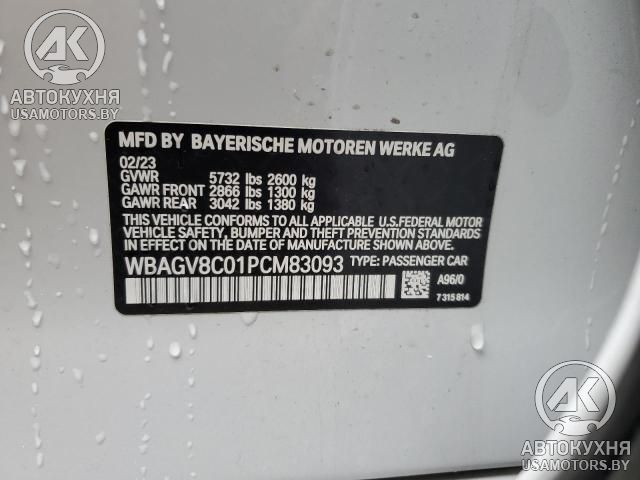 AK
АВТОКУХНЯ
USAMOTORS.BY
MFD BY BAYERISCHE MOTOREN WERKE AG
02/23
GVWR 5732 lbs 2600 kg
GAWR FRONT 2866 lbs 1300 kg
GAWR REAR 3042 lbs 1380 kg
THIS VEHICLE CONFORMS TO ALL APPLICABLE U.S.FEDERAL MOTOR
VEHICLE SAFETY, BUMPER AND THEFT PREVENTION STANDARDS
IN EFFECT ON THE DATE OF MANUFACTURE SHOWN ABOVE.
WBAGV8C01PCM83093 TYPE: PASSENGER CAR
A96/0
7315814
AK
АВТОКУХНЯ
USAMOTORS.BY